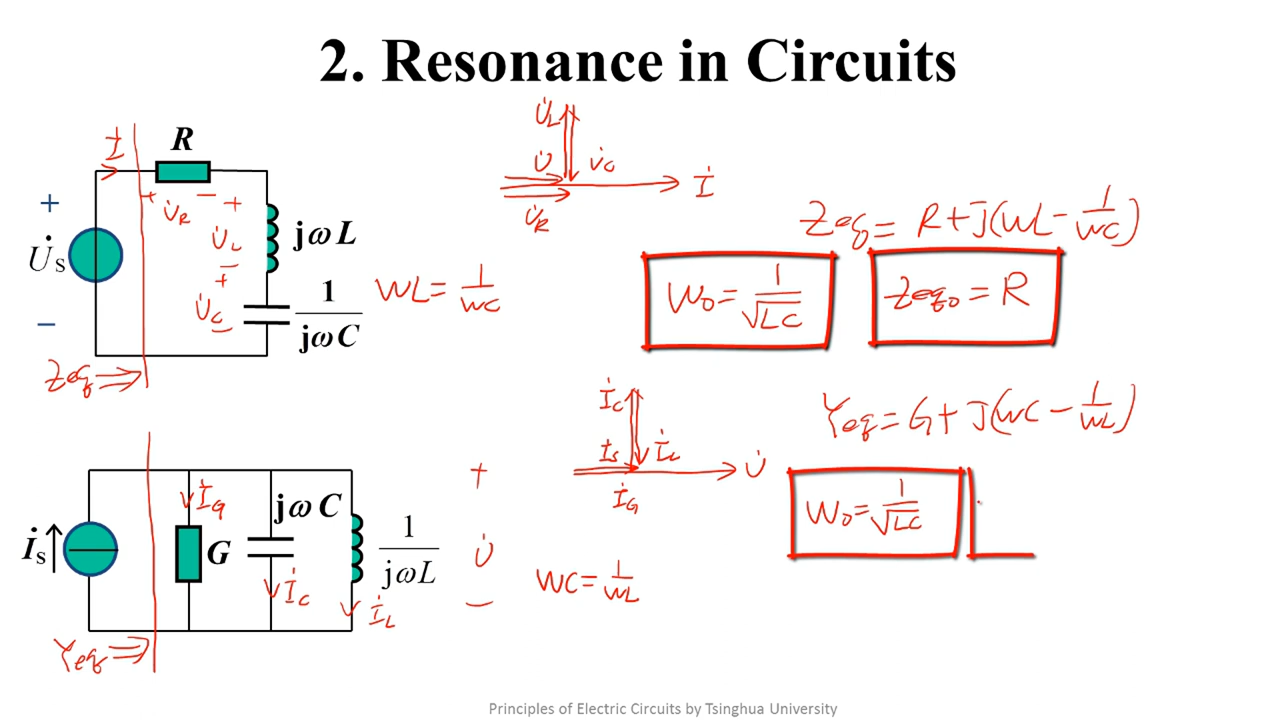 2. Resonance in Circuits
İ
R
+
U̇s
−
+ U̇R −
+
U̇L
−
jωL
+
U̇C
−
1/(jωC)
Zeq ⇒
ωL = 1/(ωC)
U̇L
U̇
U̇C
İ
U̇R
Zeq = R + j(ωL − 1/(ωC))
ω0 = 1/√LC
Zeq0 = R
İs
İG
G
jωC
İC
1/(jωL)
İL
Yeq ⇒
+
U̇
−
ωC = 1/(ωL)
İC
İs
İL
U̇
İG
Yeq = G + j(ωC − 1/(ωL))
ω0 = 1/√LC
Principles of Electric Circuits by Tsinghua University